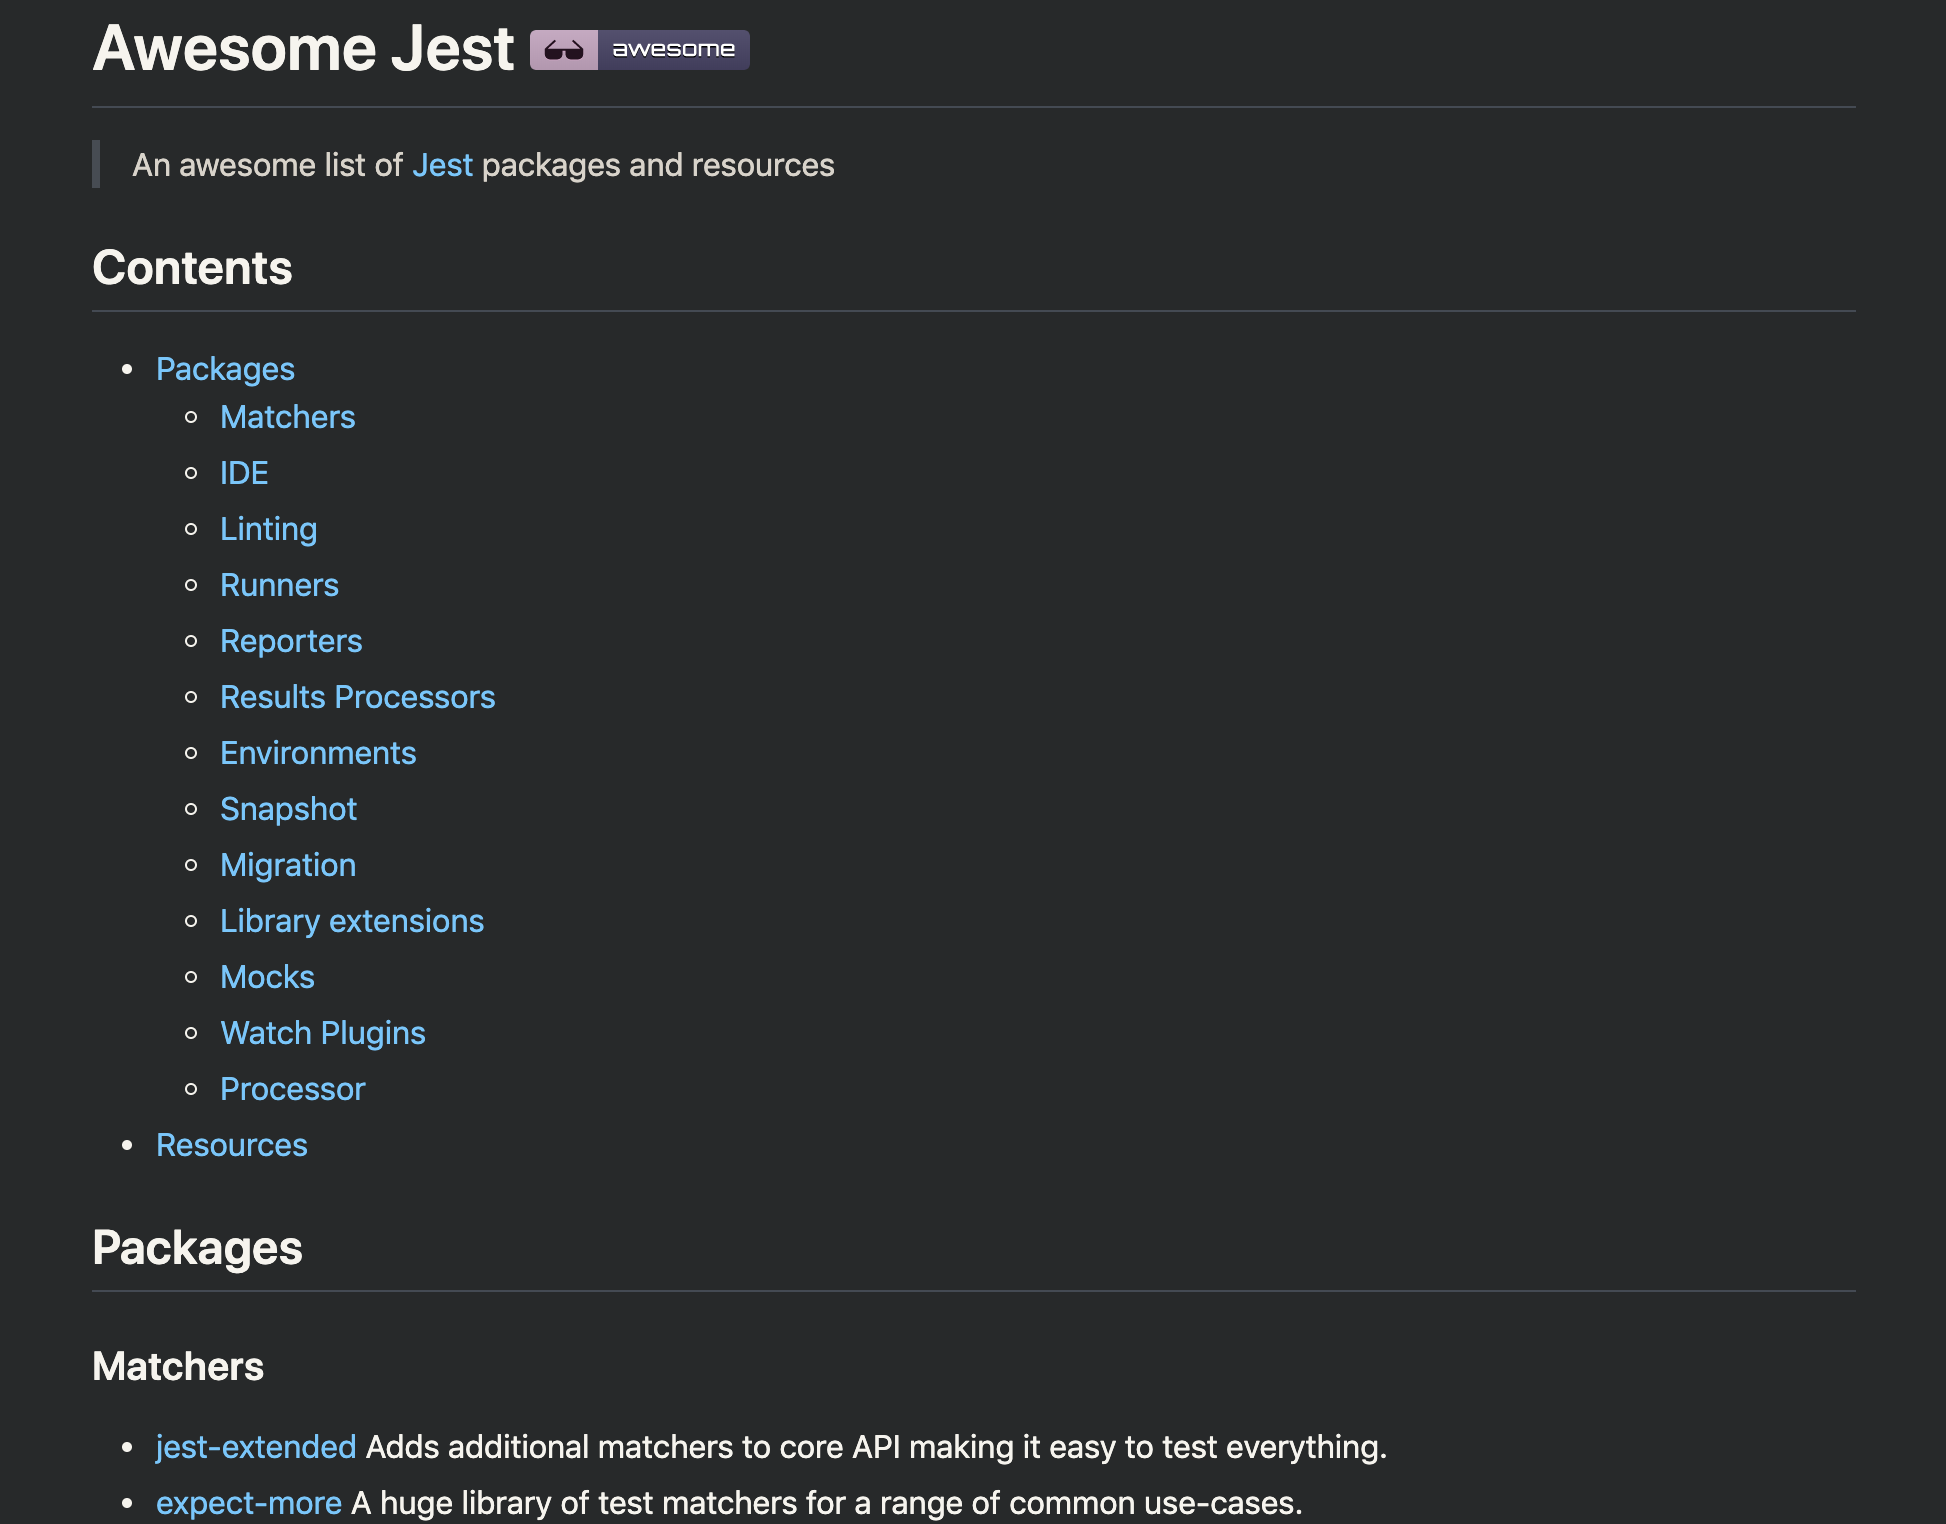 Awesome Jest awesome
An awesome list of Jest packages and resources
Contents
Packages
Matchers
IDE
Linting
Runners
Reporters
Results Processors
Environments
Snapshot
Migration
Library extensions
Mocks
Watch Plugins
Processor
Resources
Packages
Matchers
jest-extended Adds additional matchers to core API making it easy to test everything.
expect-more A huge library of test matchers for a range of common use-cases.